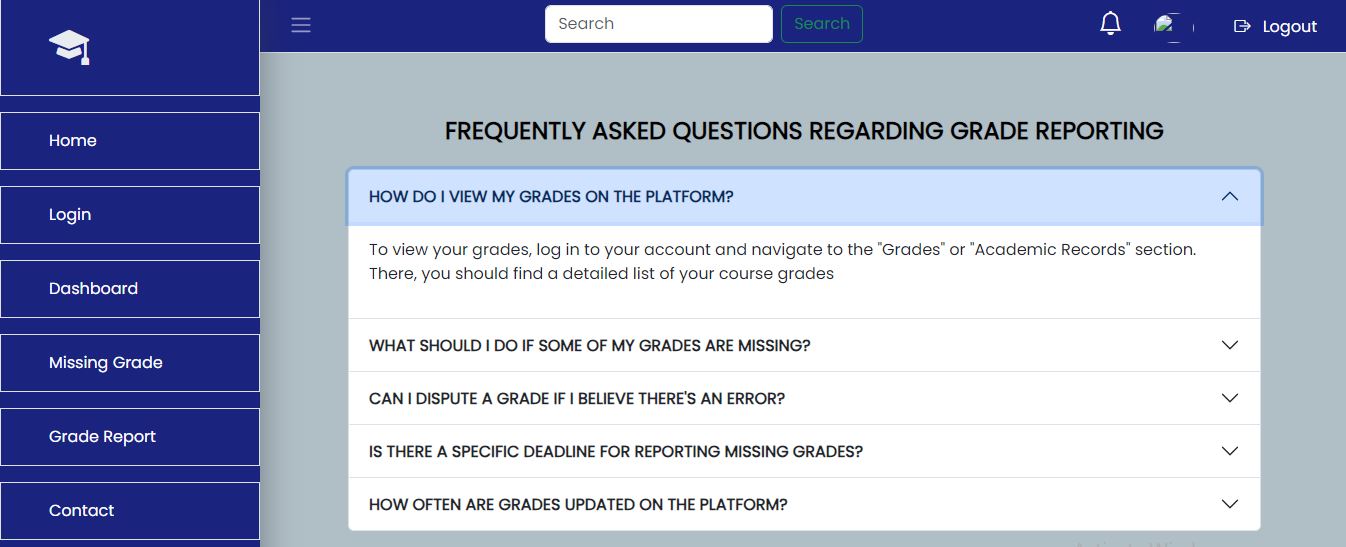 Search
Search
Logout
Home
Login
Dashboard
Missing Grade
Grade Report
Contact
FREQUENTLY ASKED QUESTIONS REGARDING GRADE REPORTING
HOW DO I VIEW MY GRADES ON THE PLATFORM?
To view your grades, log in to your account and navigate to the "Grades" or "Academic Records" section.
There, you should find a detailed list of your course grades
WHAT SHOULD I DO IF SOME OF MY GRADES ARE MISSING?
CAN I DISPUTE A GRADE IF I BELIEVE THERE'S AN ERROR?
IS THERE A SPECIFIC DEADLINE FOR REPORTING MISSING GRADES?
HOW OFTEN ARE GRADES UPDATED ON THE PLATFORM?